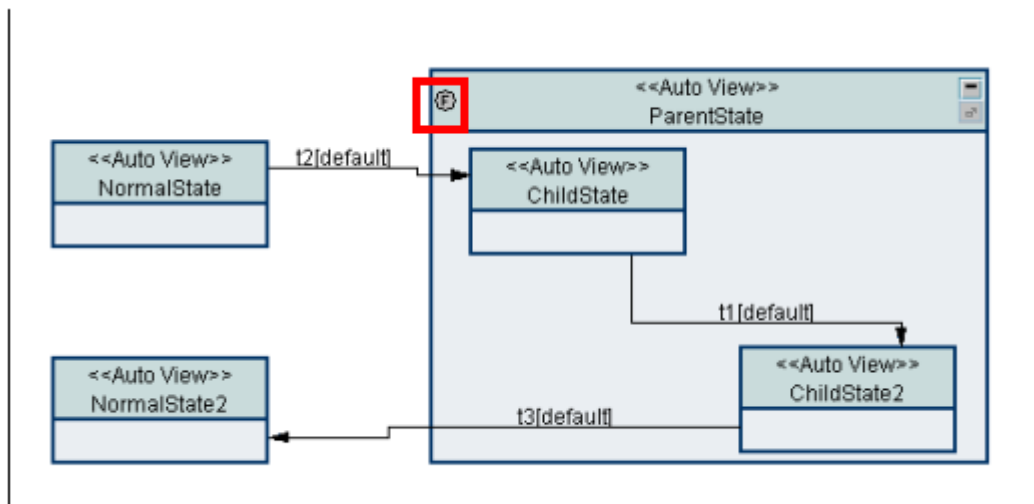 <<Auto View>>
ParentState
F
<<Auto View>>
NormalState
t2[default]
<<Auto View>>
ChildState
t1[default]
<<Auto View>>
ChildState2
<<Auto View>>
NormalState2
t3[default]